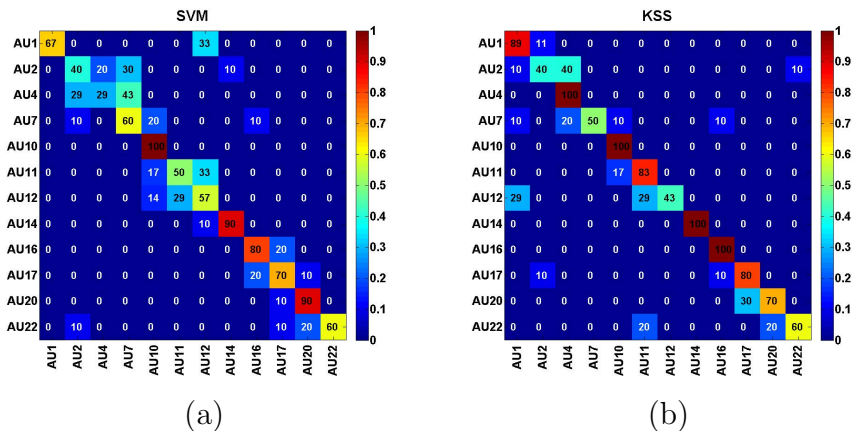 SVM
AU1 67 0 0 0 0 0 33 0 0 0 0 0
AU2 0 40 20 30 0 0 0 10 0 0 0 0
AU4 0 29 29 43 0 0 0 0 0 0 0 0
AU7 0 10 0 60 20 0 0 0 10 0 0 0
AU10 0 0 0 0 100 0 0 0 0 0 0 0
AU11 0 0 0 0 17 50 33 0 0 0 0 0
AU12 0 0 0 0 14 29 57 0 0 0 0 0
AU14 0 0 0 0 0 0 10 90 0 0 0 0
AU16 0 0 0 0 0 0 0 0 80 20 0 0
AU17 0 0 0 0 0 0 0 0 20 70 10 0
AU20 0 0 0 0 0 0 0 0 0 10 90 0
AU22 0 10 0 0 0 0 0 0 0 10 20 60
AU1 AU2 AU4 AU7 AU10 AU11 AU12 AU14 AU16 AU17 AU20 AU22
1
0.9
0.8
0.7
0.6
0.5
0.4
0.3
0.2
0.1
0
(a)
KSS
AU1 89 11 0 0 0 0 0 0 0 0 0 0
AU2 10 40 40 0 0 0 0 0 0 0 0 10
AU4 0 0 100 0 0 0 0 0 0 0 0 0
AU7 10 0 20 50 10 0 0 0 10 0 0 0
AU10 0 0 0 0 100 0 0 0 0 0 0 0
AU11 0 0 0 0 17 83 0 0 0 0 0 0
AU12 29 0 0 0 0 29 43 0 0 0 0 0
AU14 0 0 0 0 0 0 0 100 0 0 0 0
AU16 0 0 0 0 0 0 0 0 100 0 0 0
AU17 0 10 0 0 0 0 0 0 10 80 0 0
AU20 0 0 0 0 0 0 0 0 0 30 70 0
AU22 0 0 0 0 0 20 0 0 0 0 20 60
AU1 AU2 AU4 AU7 AU10 AU11 AU12 AU14 AU16 AU17 AU20 AU22
1
0.9
0.8
0.7
0.6
0.5
0.4
0.3
0.2
0.1
0
(b)